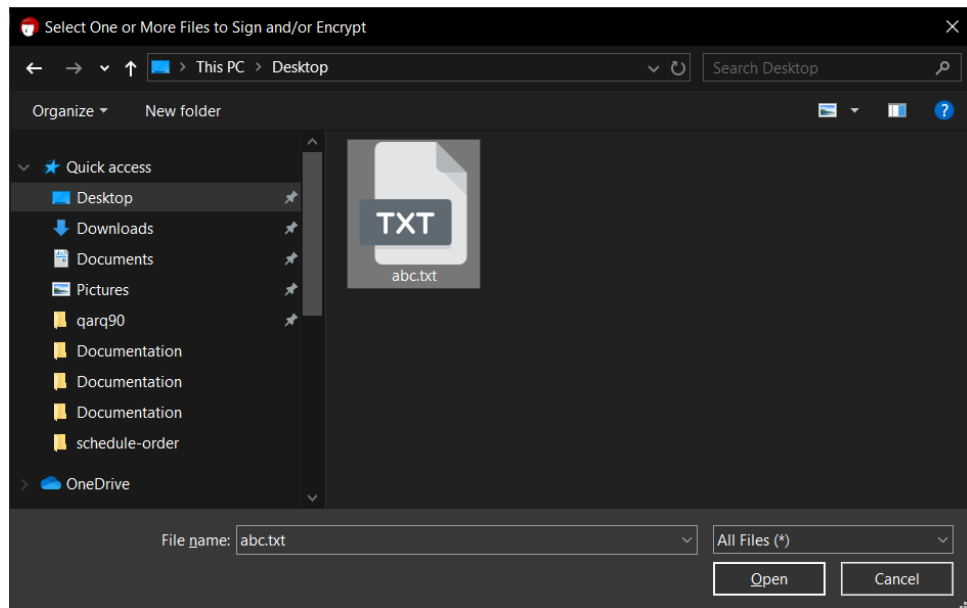 Select One or More Files to Sign and/or Encrypt
This PC > Desktop
Search Desktop
Organize
New folder
?
Quick access
Desktop
Downloads
Documents
Pictures
qarq90
Documentation
Documentation
Documentation
schedule-order
OneDrive
TXT
abc.txt
File name: abc.txt
All Files (*)
Open
Cancel